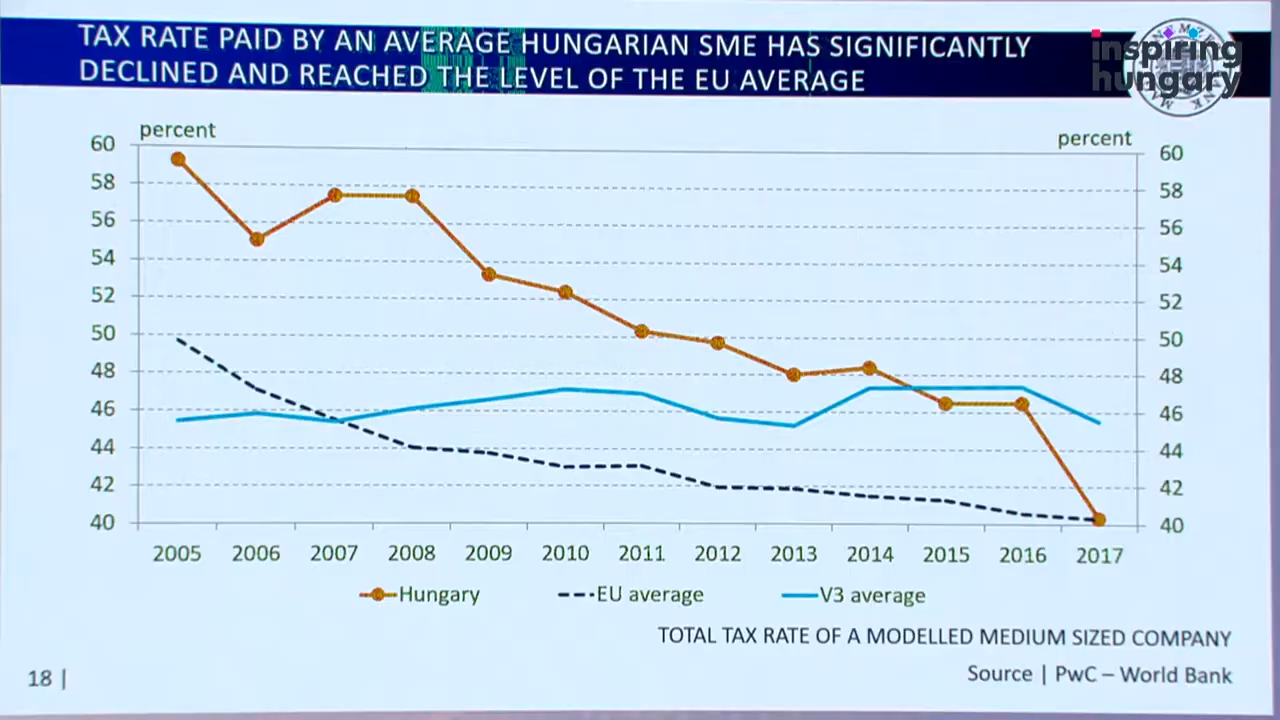 TAX RATE PAID BY AN AVERAGE HUNGARIAN SME HAS SIGNIFICANTLY
DECLINED AND REACHED THE LEVEL OF THE EU AVERAGE
inspiring
hungary
percent
percent
60
58
56
54
52
50
48
46
44
42
40
60
58
56
54
52
50
48
46
44
42
40
2005 2006 2007 2008 2009 2010 2011 2012 2013 2014 2015 2016 2017
Hungary EU average V3 average
TOTAL TAX RATE OF A MODELLED MEDIUM SIZED COMPANY
18 |
Source | PwC – World Bank